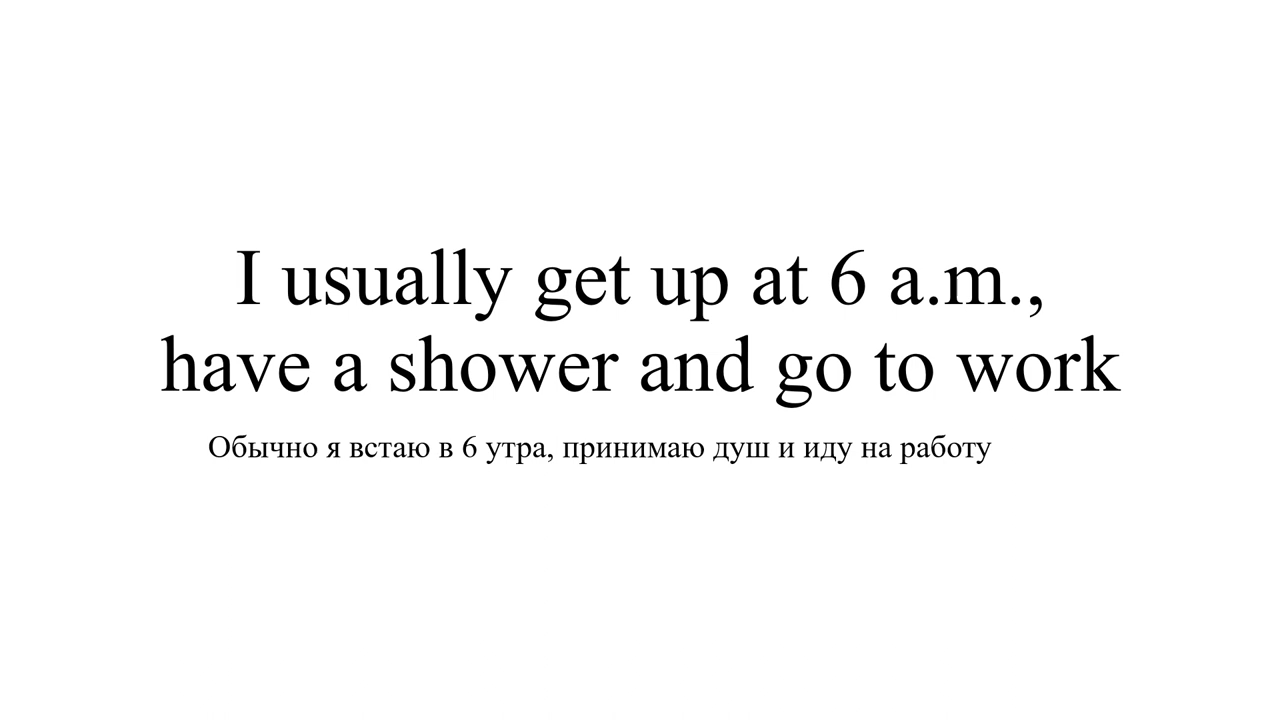 I usually get up at 6 a.m.,
have a shower and go to work
Обычно я встаю в 6 утра, принимаю душ и иду на работу